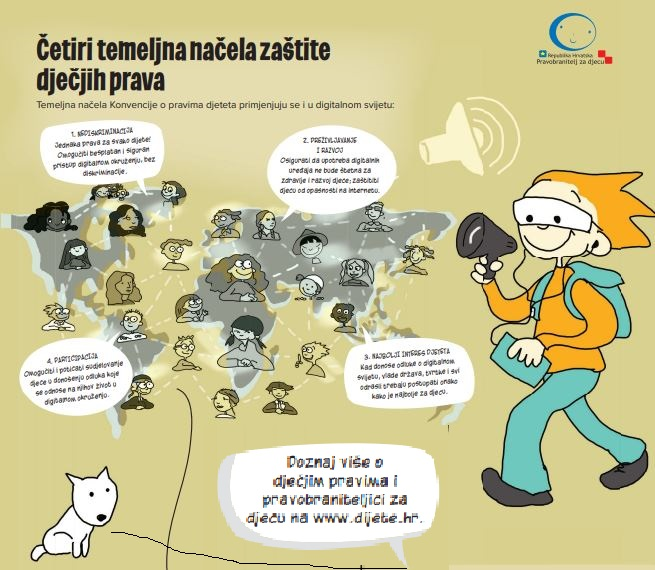 Četiri temeljna načela zaštite
dječjih prava
Temeljna načela Konvencije o pravima djeteta primjenjuju se i u digitalnom svijetu:
Republika Hrvatska
Pravobranitelj za djecu
1. NEDISKRIMINACIJA
Jednaka prava za svako dijete!
Omogućiti besplatan i siguran
pristup digitalnom okruženju, bez
diskriminacije.
2. PREŽIVLJAVANJE
I RAZVOJ
Osigurati da upotreba digitalnih
uređaja ne bude štetna za
zdravlje i razvoj djece; zaštititi
djecu od opasnosti na internetu.
3. NAJBOLJI INTERES DJETETA
Kad donose odluke o digitalnom
svijetu, vlade država, tvrtke i svi
odrasli trebaju postupati onako
kako je najbolje za djecu.
4. PARTICIPACIJA
Omogućiti i poticati sudjelovanje
djece u donošenju odluka koje
se odnose na njihov život u
digitalnom okruženju.
Doznaj više o
dječjim pravima i
pravobraniteljici za
djecu na www.dijete.hr.